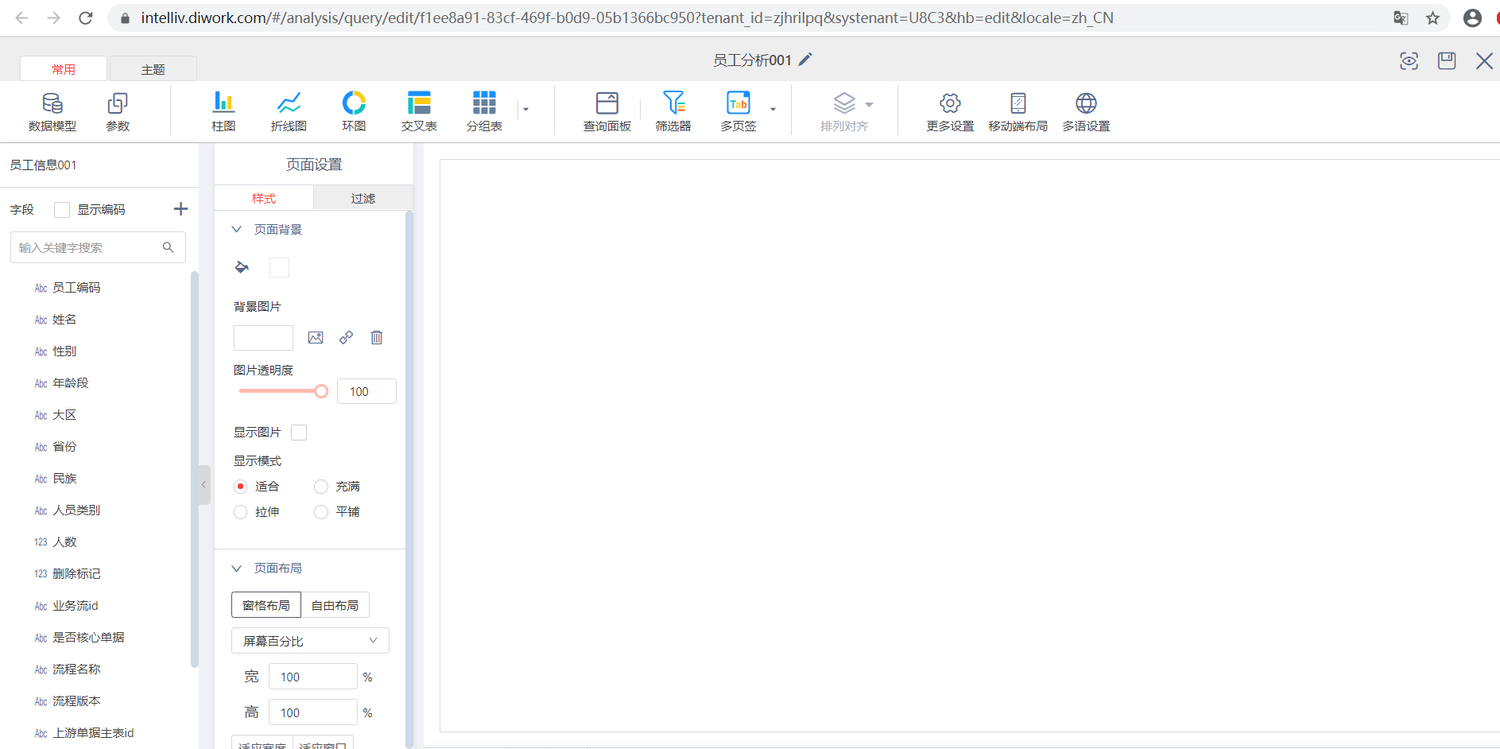 intelliv.diwork.com/#/analysis/query/edit/f1ee8a91-83cf-469f-b0d9-05b1366bc950?tenant_id=zjhrilpq&systenant=U8C3&hb=edit&locale=zh_CN
常用 主题 员工分析001
Tab
数据模型 参数 柱图 折线图 环图 交叉表 分组表 查询面板 筛选器 多页签 排列对齐 更多设置 移动端布局 多语设置
员工信息001
字段 显示编码
输入关键字搜索
Abc 员工编码
Abc 姓名
Abc 性别
Abc 年龄段
Abc 大区
Abc 省份
Abc 民族
Abc 人员类别
123 人数
123 删除标记
Abc 业务流id
Abc 是否核心单据
Abc 流程名称
Abc 流程版本
Abc 上游单据主表id
页面设置
样式 过滤
页面背景
背景图片
图片透明度
100
显示图片
显示模式
适合 充满
拉伸 平铺
页面布局
窗格布局 自由布局
屏幕百分比
宽 100 %
高 100 %
适应宽度 适应窗口